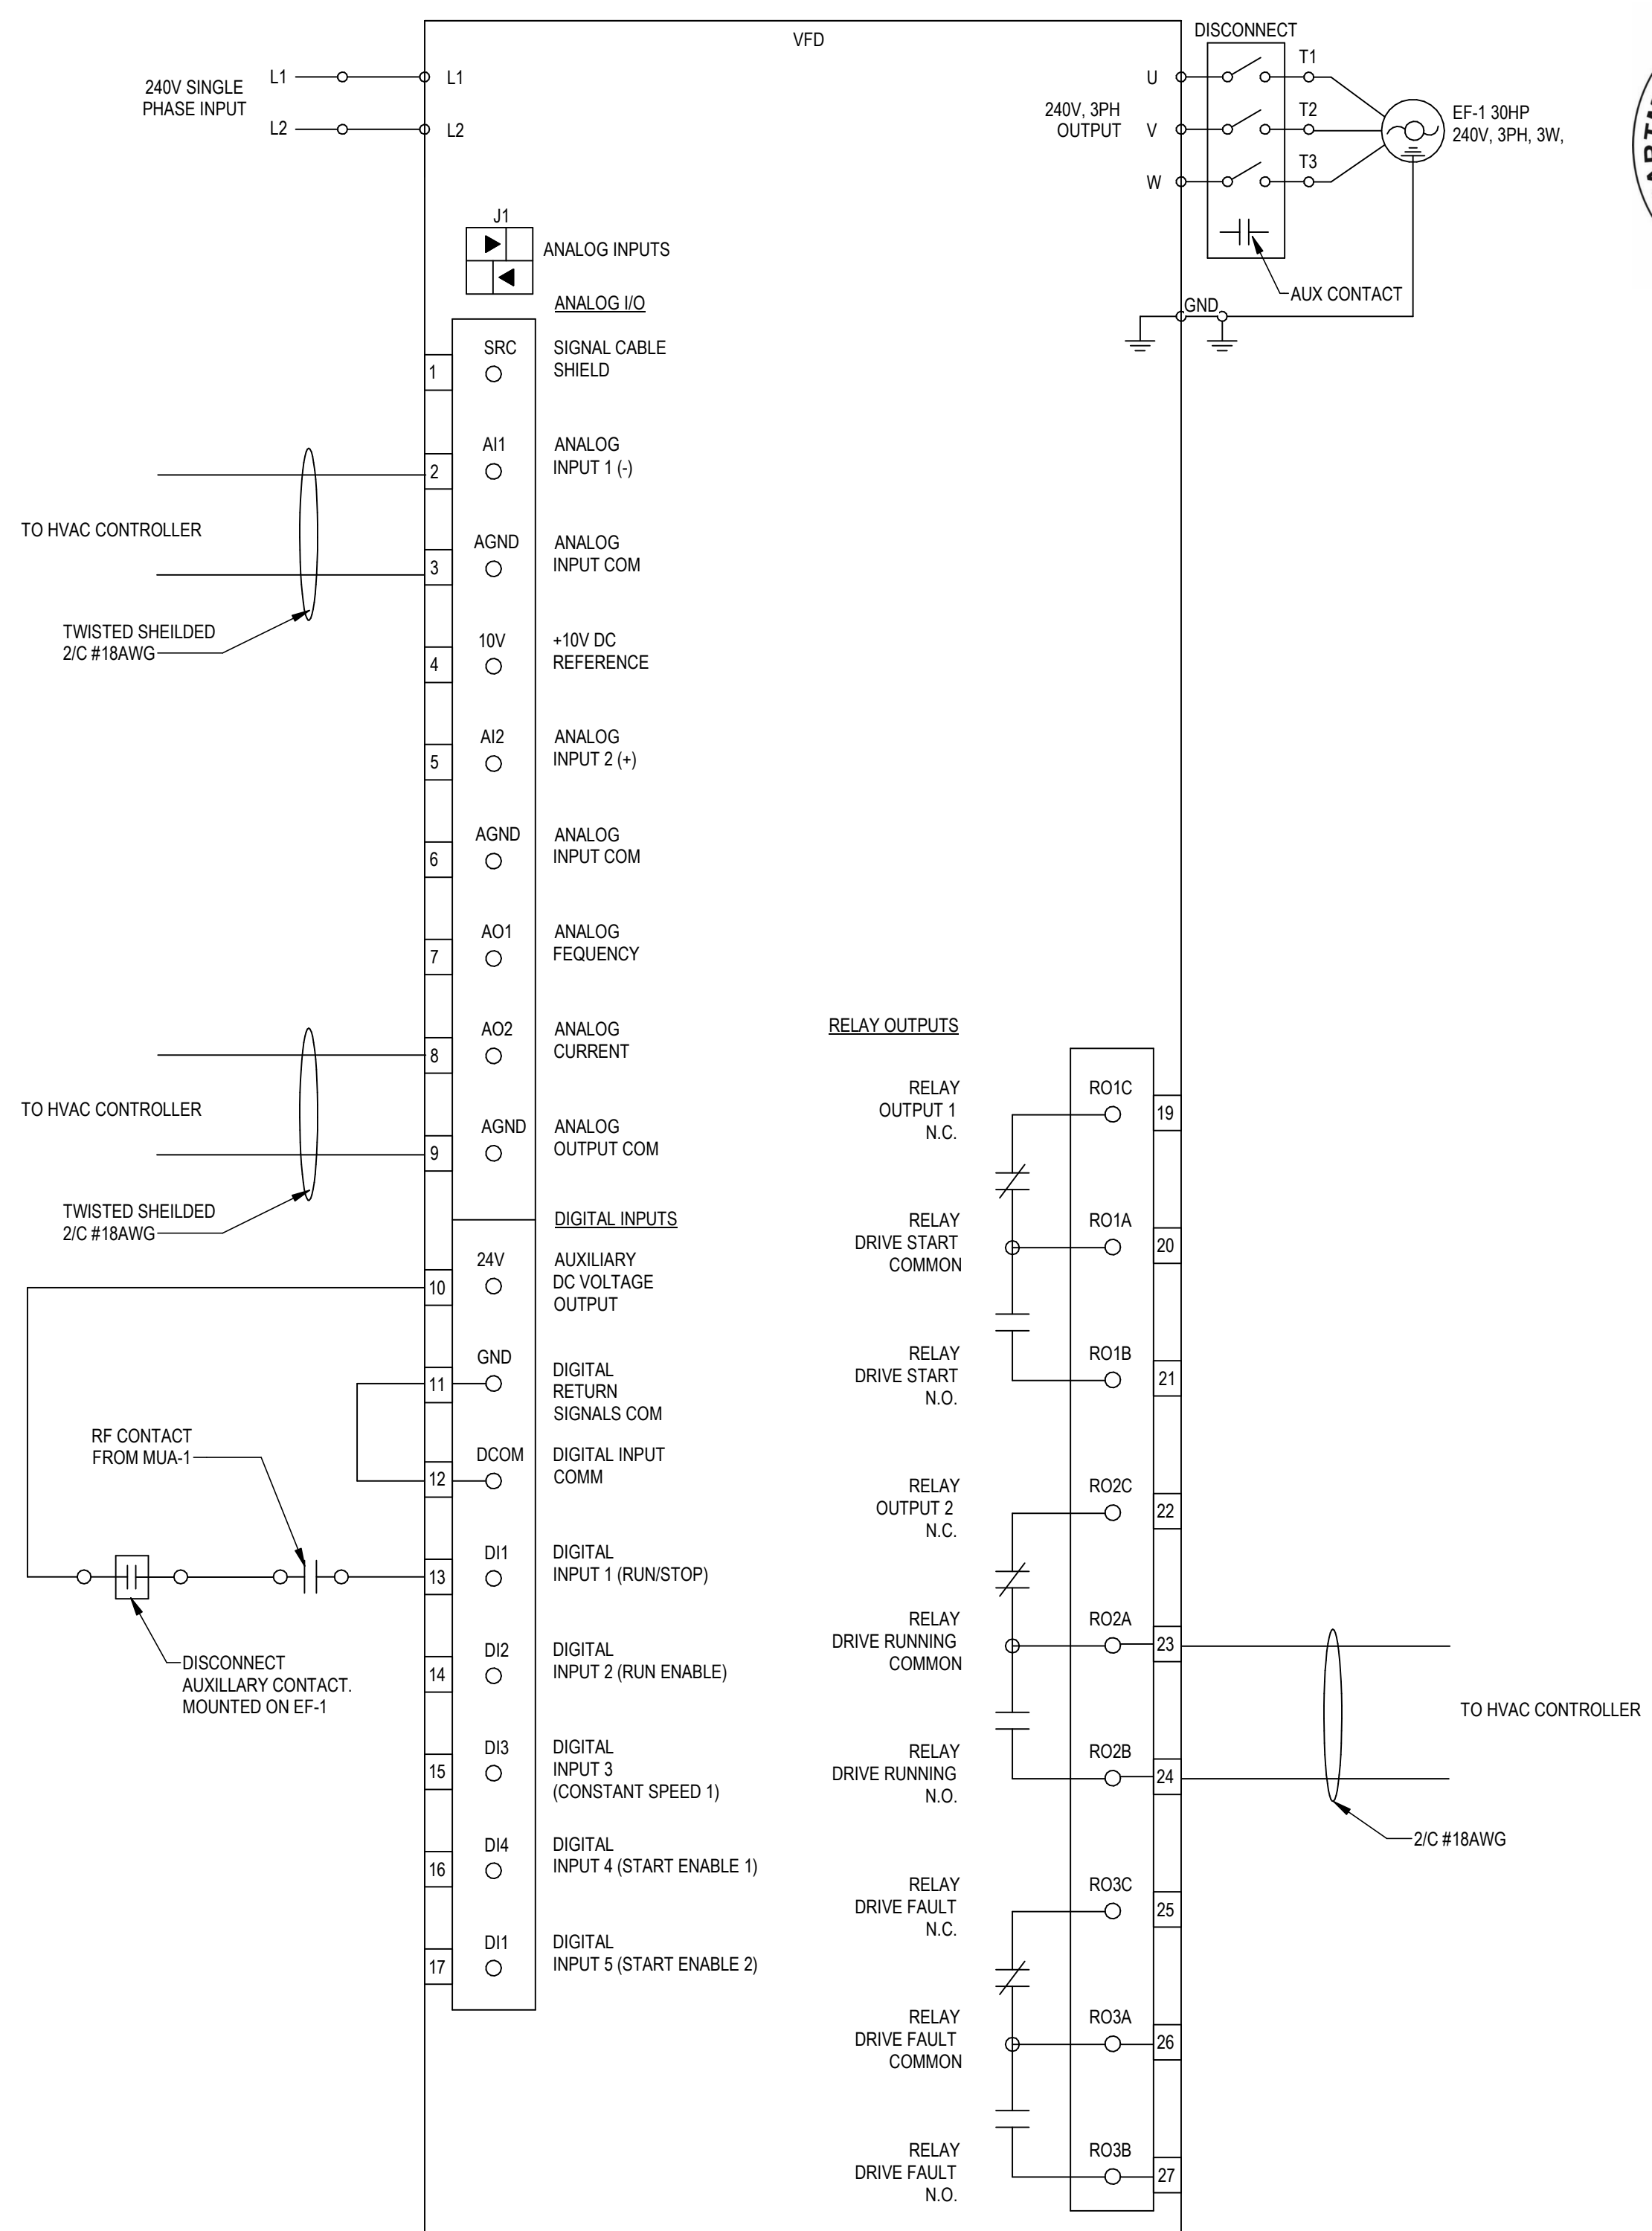 VFD
DISCONNECT
240V SINGLE
PHASE INPUT
L1
L1
L2
L2
240V, 3PH
OUTPUT
U
V
W
T1
T2
T3
EF-1 30HP
240V, 3PH, 3W,
AUX CONTACT
GND
J1
ANALOG INPUTS
ANALOG I/O
1
SRC
SIGNAL CABLE
SHIELD
2
AI1
ANALOG
INPUT 1 (-)
TO HVAC CONTROLLER
3
AGND
ANALOG
INPUT COM
TWISTED SHEILDED
2/C #18AWG
4
10V
+10V DC
REFERENCE
5
AI2
ANALOG
INPUT 2 (+)
6
AGND
ANALOG
INPUT COM
7
AO1
ANALOG
FEQUENCY
8
AO2
ANALOG
CURRENT
TO HVAC CONTROLLER
9
AGND
ANALOG
OUTPUT COM
TWISTED SHEILDED
2/C #18AWG
DIGITAL INPUTS
10
24V
AUXILIARY
DC VOLTAGE
OUTPUT
11
GND
DIGITAL
RETURN
SIGNALS COM
RF CONTACT
FROM MUA-1
12
DCOM
DIGITAL INPUT
COMM
13
DI1
DIGITAL
INPUT 1 (RUN/STOP)
DISCONNECT
AUXILLARY CONTACT.
MOUNTED ON EF-1
14
DI2
DIGITAL
INPUT 2 (RUN ENABLE)
15
DI3
DIGITAL
INPUT 3
(CONSTANT SPEED 1)
16
DI4
DIGITAL
INPUT 4 (START ENABLE 1)
17
DI1
DIGITAL
INPUT 5 (START ENABLE 2)
RELAY OUTPUTS
RELAY
OUTPUT 1
N.C.
RO1C
19
RELAY
DRIVE START
COMMON
RO1A
20
RELAY
DRIVE START
N.O.
RO1B
21
RELAY
OUTPUT 2
N.C.
RO2C
22
RELAY
DRIVE RUNNING
COMMON
RO2A
23
TO HVAC CONTROLLER
RELAY
DRIVE RUNNING
N.O.
RO2B
24
2/C #18AWG
RELAY
DRIVE FAULT
N.C.
RO3C
25
RELAY
DRIVE FAULT
COMMON
RO3A
26
RELAY
DRIVE FAULT
N.O.
RO3B
27